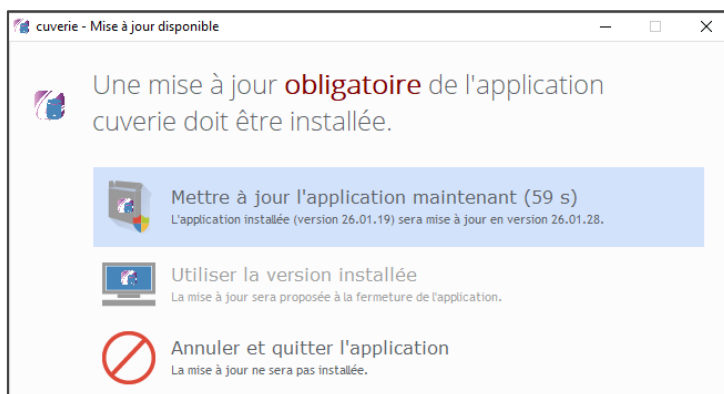 cuverie - Mise à jour disponible
Une mise à jour obligatoire de l'application
cuverie doit être installée.
Mettre à jour l'application maintenant (59 s)
L'application installée (version 26.01.19) sera mise à jour en version 26.01.28.
Utiliser la version installée
La mise à jour sera proposée à la fermeture de l'application.
Annuler et quitter l'application
La mise à jour ne sera pas installée.